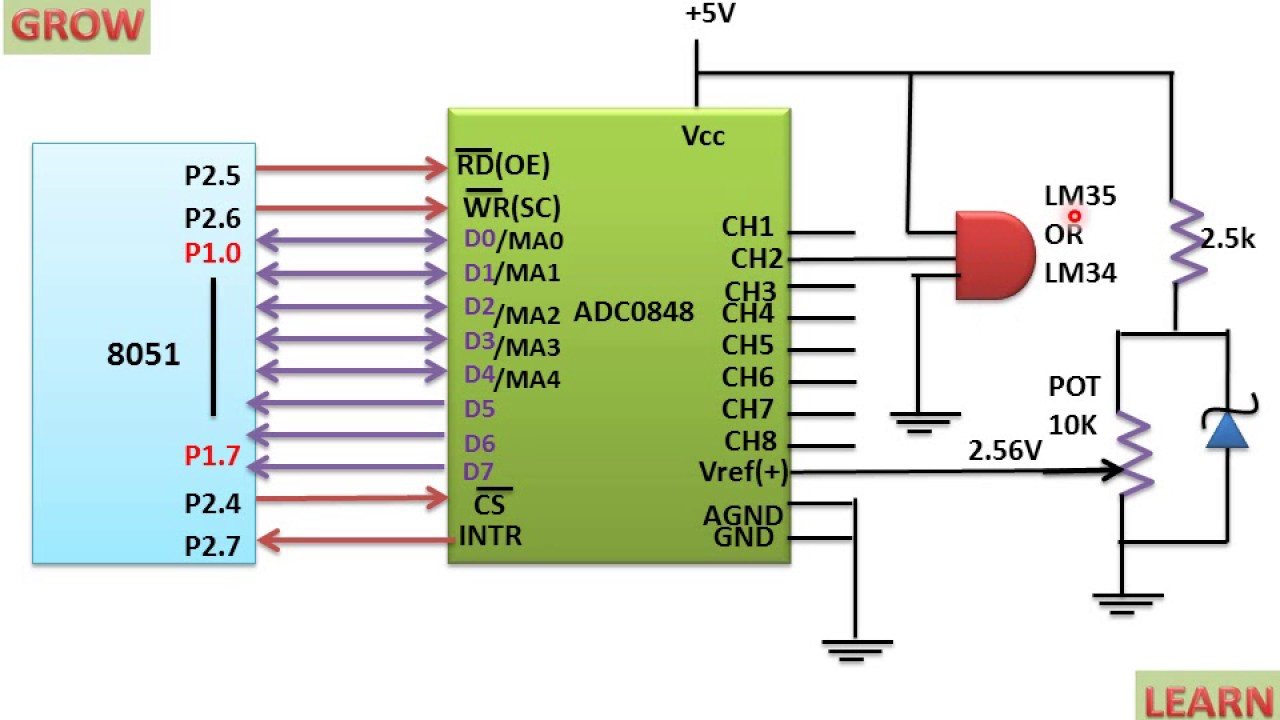 GROW
+5V
Vcc
P2.5
P2.6
P1.0
8051
P1.7
P2.4
P2.7
RD(OE)
WR(SC)
D0/MA0
D1/MA1
D2/MA2
D3/MA3
D4/MA4
D5
D6
D7
CS
INTR
ADC0848
CH1
CH2
CH3
CH4
CH5
CH6
CH7
CH8
Vref(+)
AGND
GND
LM35
OR
LM34
2.5k
POT
10K
2.56V
LEARN